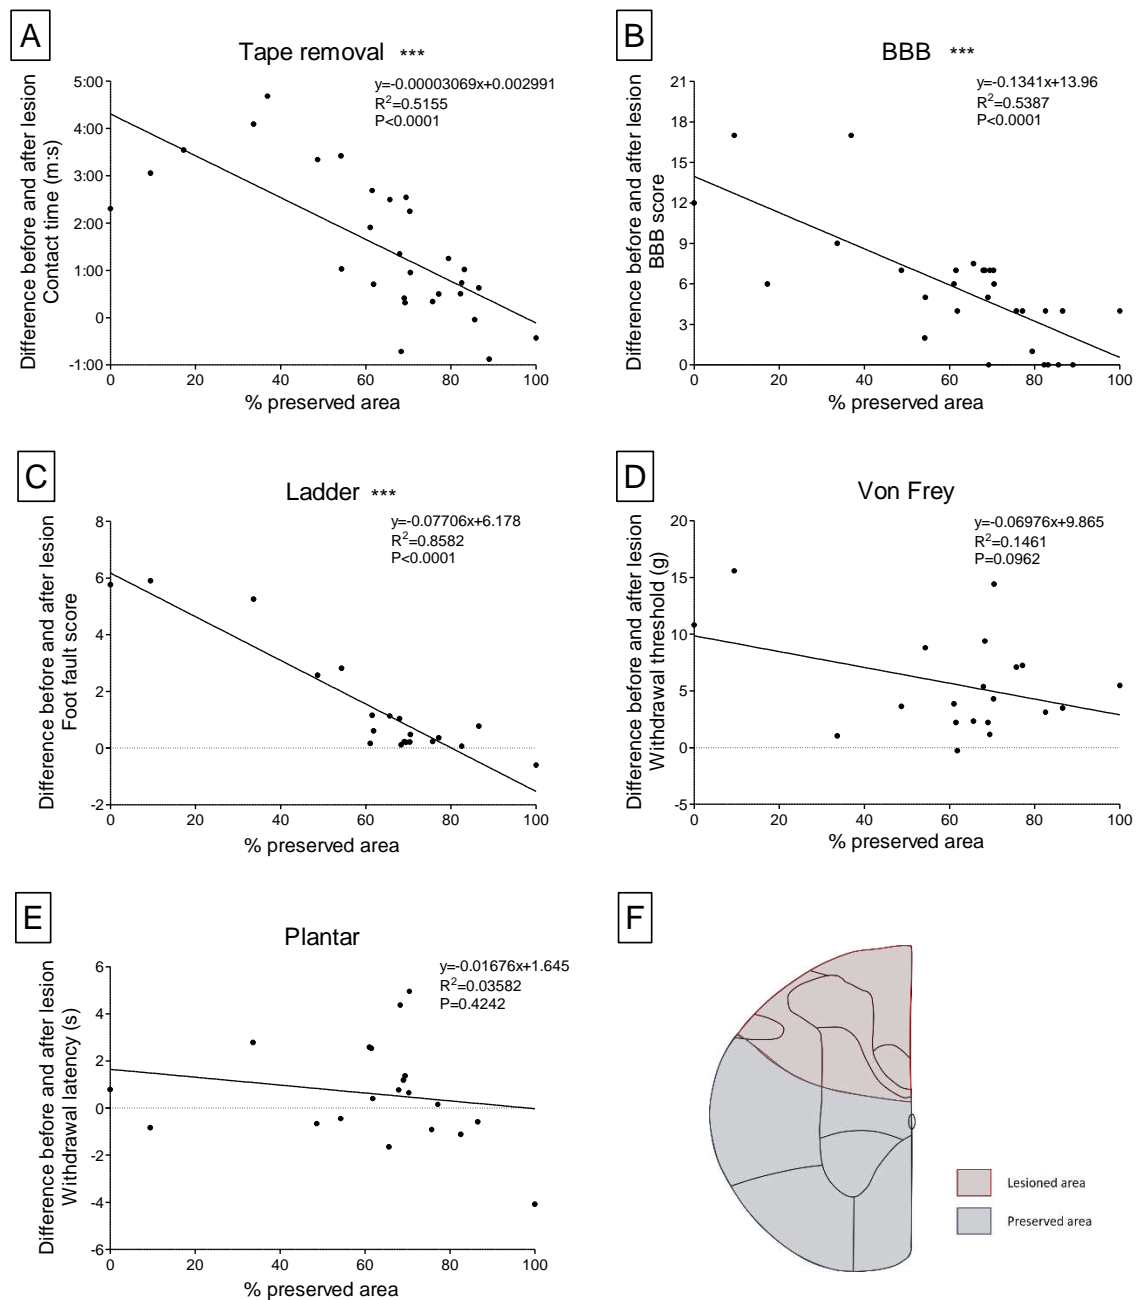 A
Tape removal ***
y=-0.00003069x+0.002991
R²=0.5155
P<0.0001
Difference before and after lesion
Contact time (m:s)
5:00
4:00
3:00
2:00
1:00
0
-1:00
0 20 40 60 80 100
% preserved area
B
BBB ***
y=-0.1341x+13.96
R²=0.5387
P<0.0001
Difference before and after lesion
BBB score
21
18
15
12
9
6
3
0
0 20 40 60 80 100
% preserved area
C
Ladder ***
y=-0.07706x+6.178
R²=0.8582
P<0.0001
Difference before and after lesion
Foot fault score
8
6
4
2
0
-2
0 20 40 60 80 100
% preserved area
D
Von Frey
y=-0.06976x+9.865
R²=0.1461
P=0.0962
Difference before and after lesion
Withdrawal threshold (g)
20
15
10
5
0
-5
0 20 40 60 80 100
% preserved area
E
Plantar
y=-0.01676x+1.645
R²=0.03582
P=0.4242
Difference before and after lesion
Withdrawal latency (s)
6
4
2
0
-2
-4
-6
0 20 40 60 80 100
% preserved area
F
Lesioned area
Preserved area